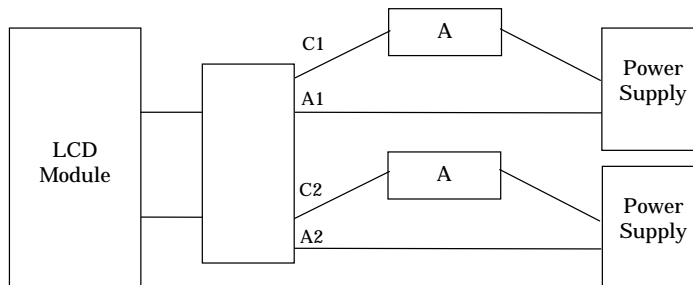 C1
A
Power
Supply
A1
LCD
Module
C2
A
Power
Supply
A2